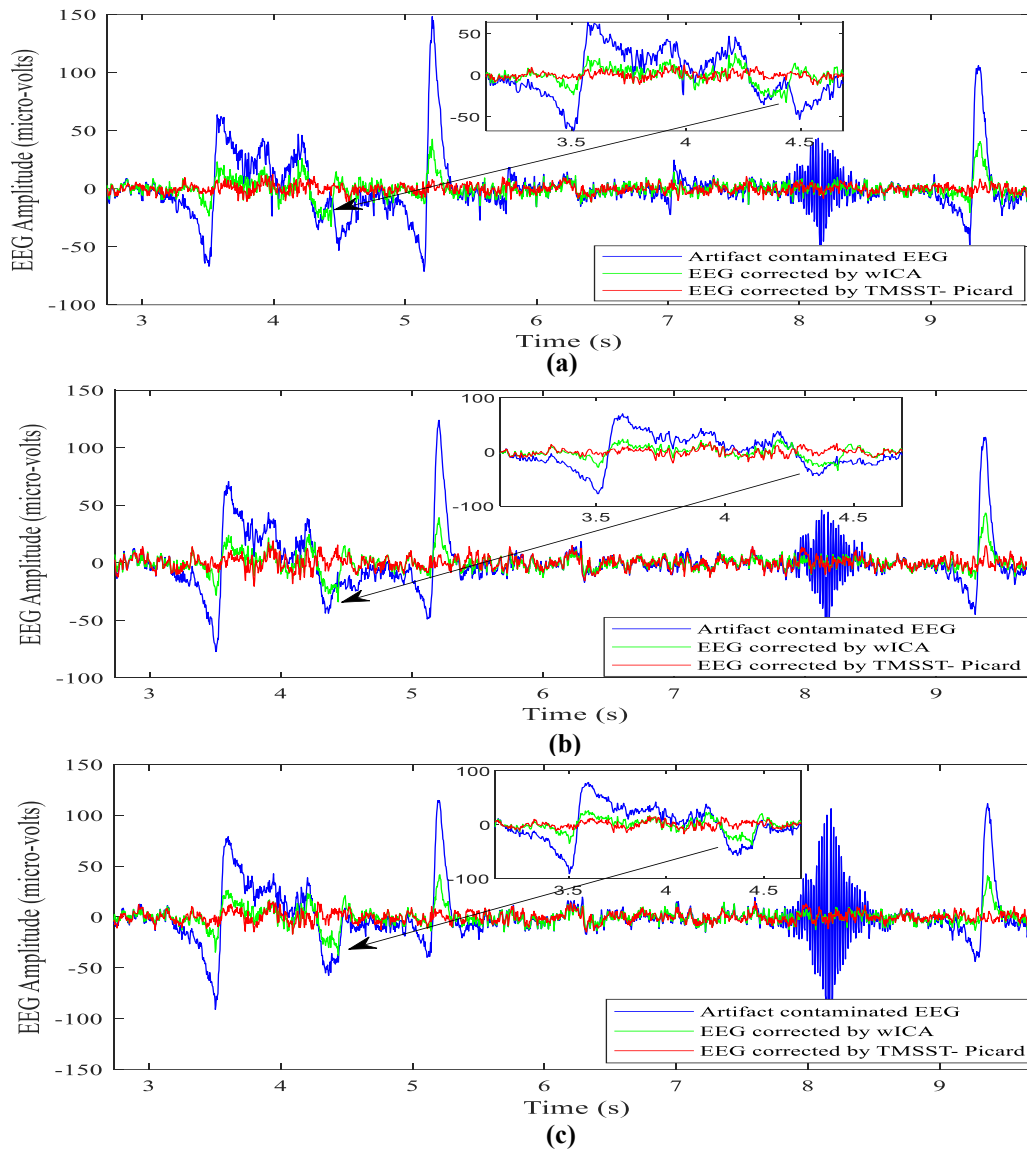 150
100
50
0
-50
-100
EEG Amplitude (micro-volts)
50
0
-50
3.5
4
4.5
Artifact contaminated EEG
EEG corrected by wICA
EEG corrected by TMSST- Picard
3 4 5 6 7 8 9
Time (s)
(a)
150
100
50
0
-50
-100
EEG Amplitude (micro-volts)
100
0
-100
3.5
4
4.5
Artifact contaminated EEG
EEG corrected by wICA
EEG corrected by TMSST- Picard
3 4 5 6 7 8 9
Time (s)
(b)
150
100
50
0
-50
-100
-150
EEG Amplitude (micro-volts)
100
0
-100
3.5
4
4.5
Artifact contaminated EEG
EEG corrected by wICA
EEG corrected by TMSST- Picard
3 4 5 6 7 8 9
Time (s)
(c)